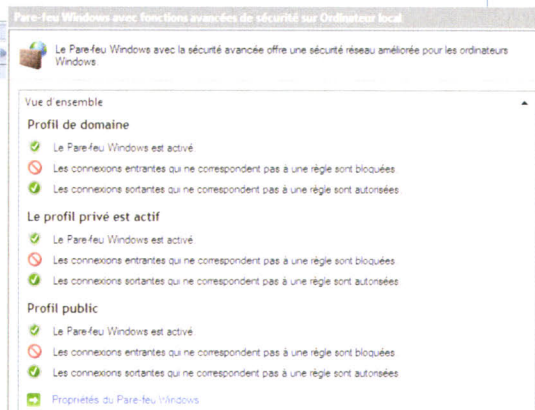 Pare-feu Windows avec fonctions avancées de sécurité sur Ordinateur local
Le Pare-feu Windows avec la sécurité avancée offre une sécurité réseau améliorée pour les ordinateurs
Windows.
Vue d'ensemble
Profil de domaine
Le Pare-feu Windows est activé.
Les connexions entrantes qui ne correspondent pas à une règle sont bloquées.
Les connexions sortantes qui ne correspondent pas à une règle sont autorisées.
Le profil privé est actif
Le Pare-feu Windows est activé.
Les connexions entrantes qui ne correspondent pas à une règle sont bloquées.
Les connexions sortantes qui ne correspondent pas à une règle sont autorisées.
Profil public
Le Pare-feu Windows est activé.
Les connexions entrantes qui ne correspondent pas à une règle sont bloquées.
Les connexions sortantes qui ne correspondent pas à une règle sont autorisées.
Propriétés du Pare-feu Windows